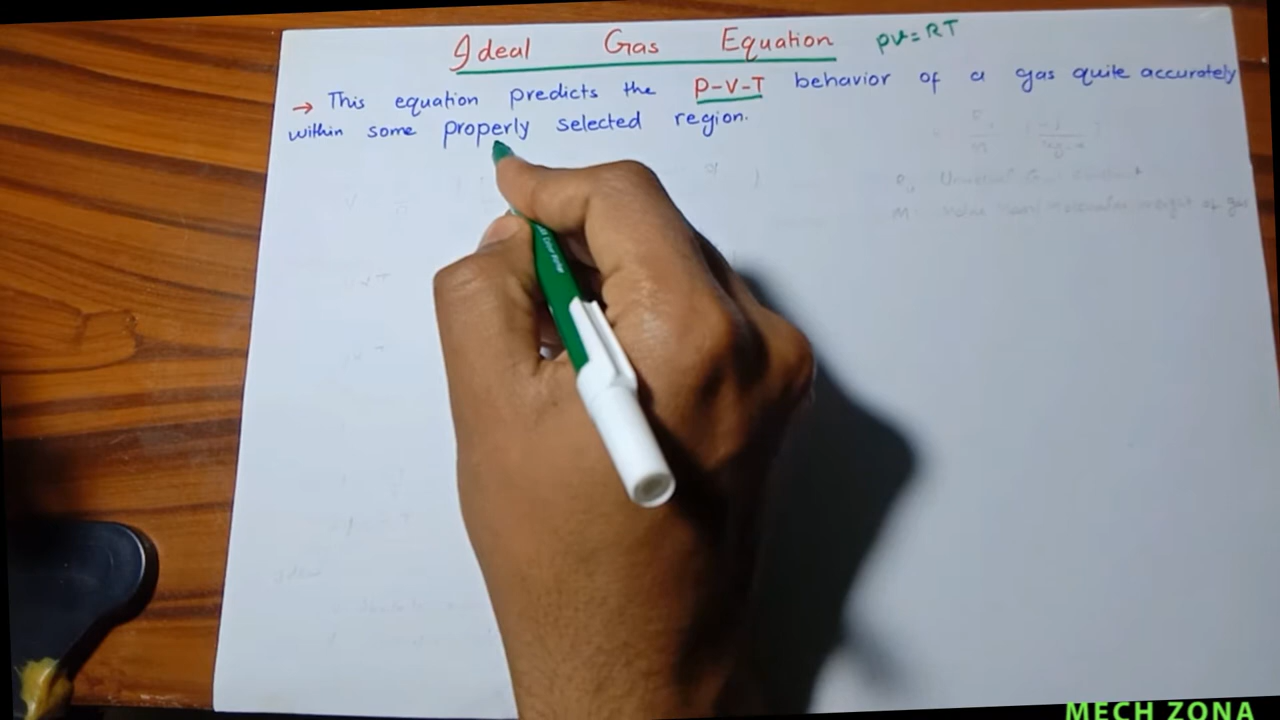 Ideal Gas Equation pv=RT
→ This equation predicts the P-V-T behavior of a gas quite accurately
within some properly selected region.
MECH ZONA